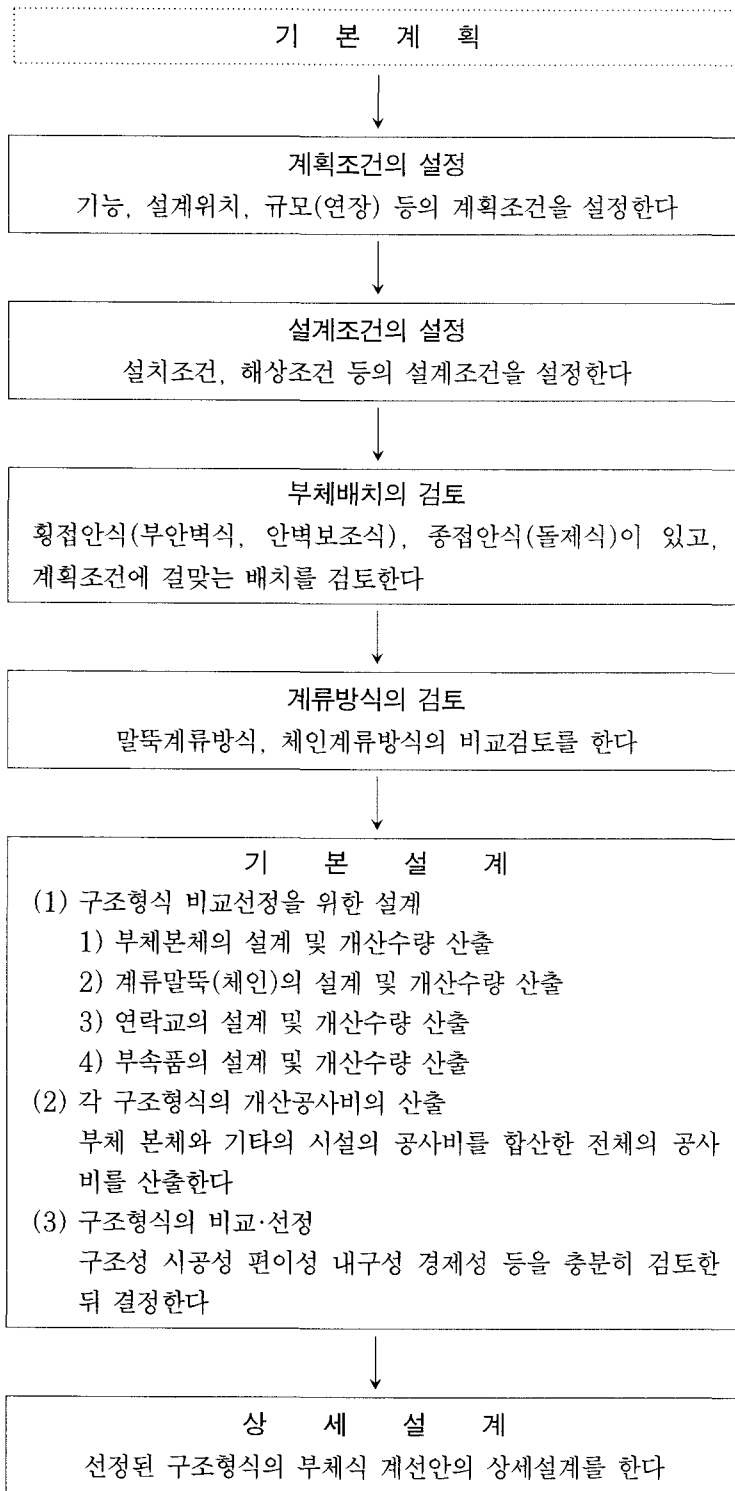 기 본 계 획
계획조건의 설정
기능, 설계위치, 규모(연장) 등의 계획조건을 설정한다
설계조건의 설정
설치조건, 해상조건 등의 설계조건을 설정한다
부체배치의 검토
횡접안식(부안벽식, 안벽보조식), 종접안식(돌제식)이 있고,
계획조건에 걸맞는 배치를 검토한다
계류방식의 검토
말뚝계류방식, 체인계류방식의 비교검토를 한다
기 본 설 계
(1) 구조형식 비교선정을 위한 설계
1) 부체본체의 설계 및 개산수량 산출
2) 계류말뚝(체인)의 설계 및 개산수량 산출
3) 연락교의 설계 및 개산수량 산출
4) 부속품의 설계 및 개산수량 산출
(2) 각 구조형식의 개산공사비의 산출
부체 본체와 기타의 시설의 공사비를 합산한 전체의 공사
비를 산출한다
(3) 구조형식의 비교·선정
구조성 시공성 편이성 내구성 경제성 등을 충분히 검토한
뒤 결정한다
상 세 설 계
선정된 구조형식의 부체식 계선안의 상세설계를 한다